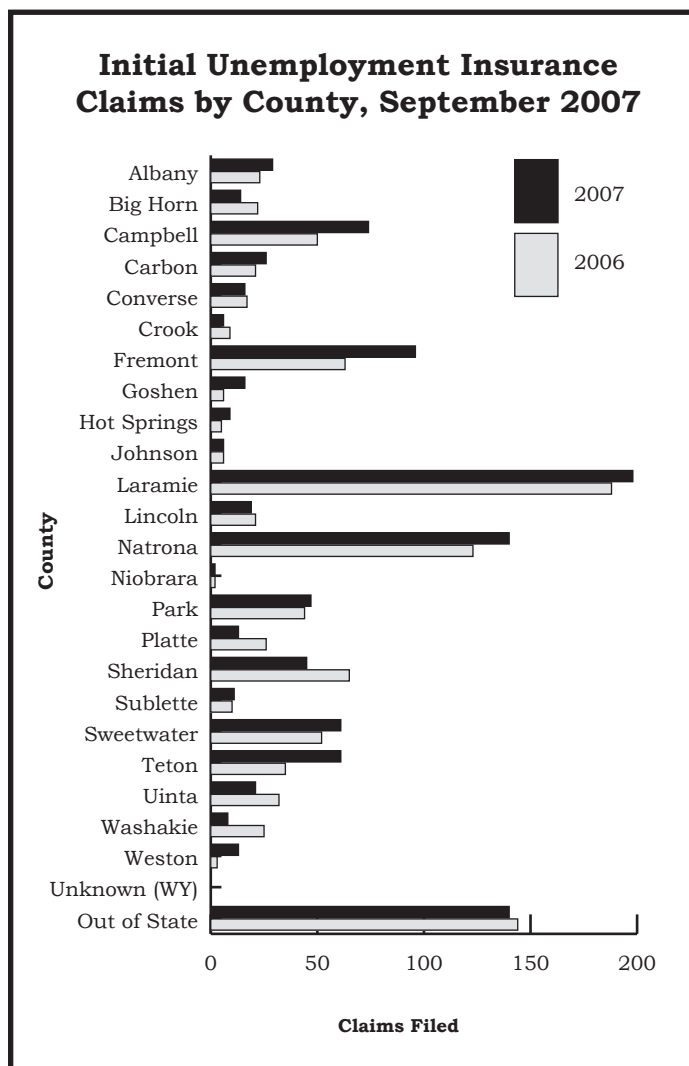 Initial Unemployment Insurance
Claims by County, September 2007
2007
2006
County
Albany
Big Horn
Campbell
Carbon
Converse
Crook
Fremont
Goshen
Hot Springs
Johnson
Laramie
Lincoln
Natrona
Niobrara
Park
Platte
Sheridan
Sublette
Sweetwater
Teton
Uinta
Washakie
Weston
Unknown (WY)
Out of State
0 50 100 150 200
Claims Filed